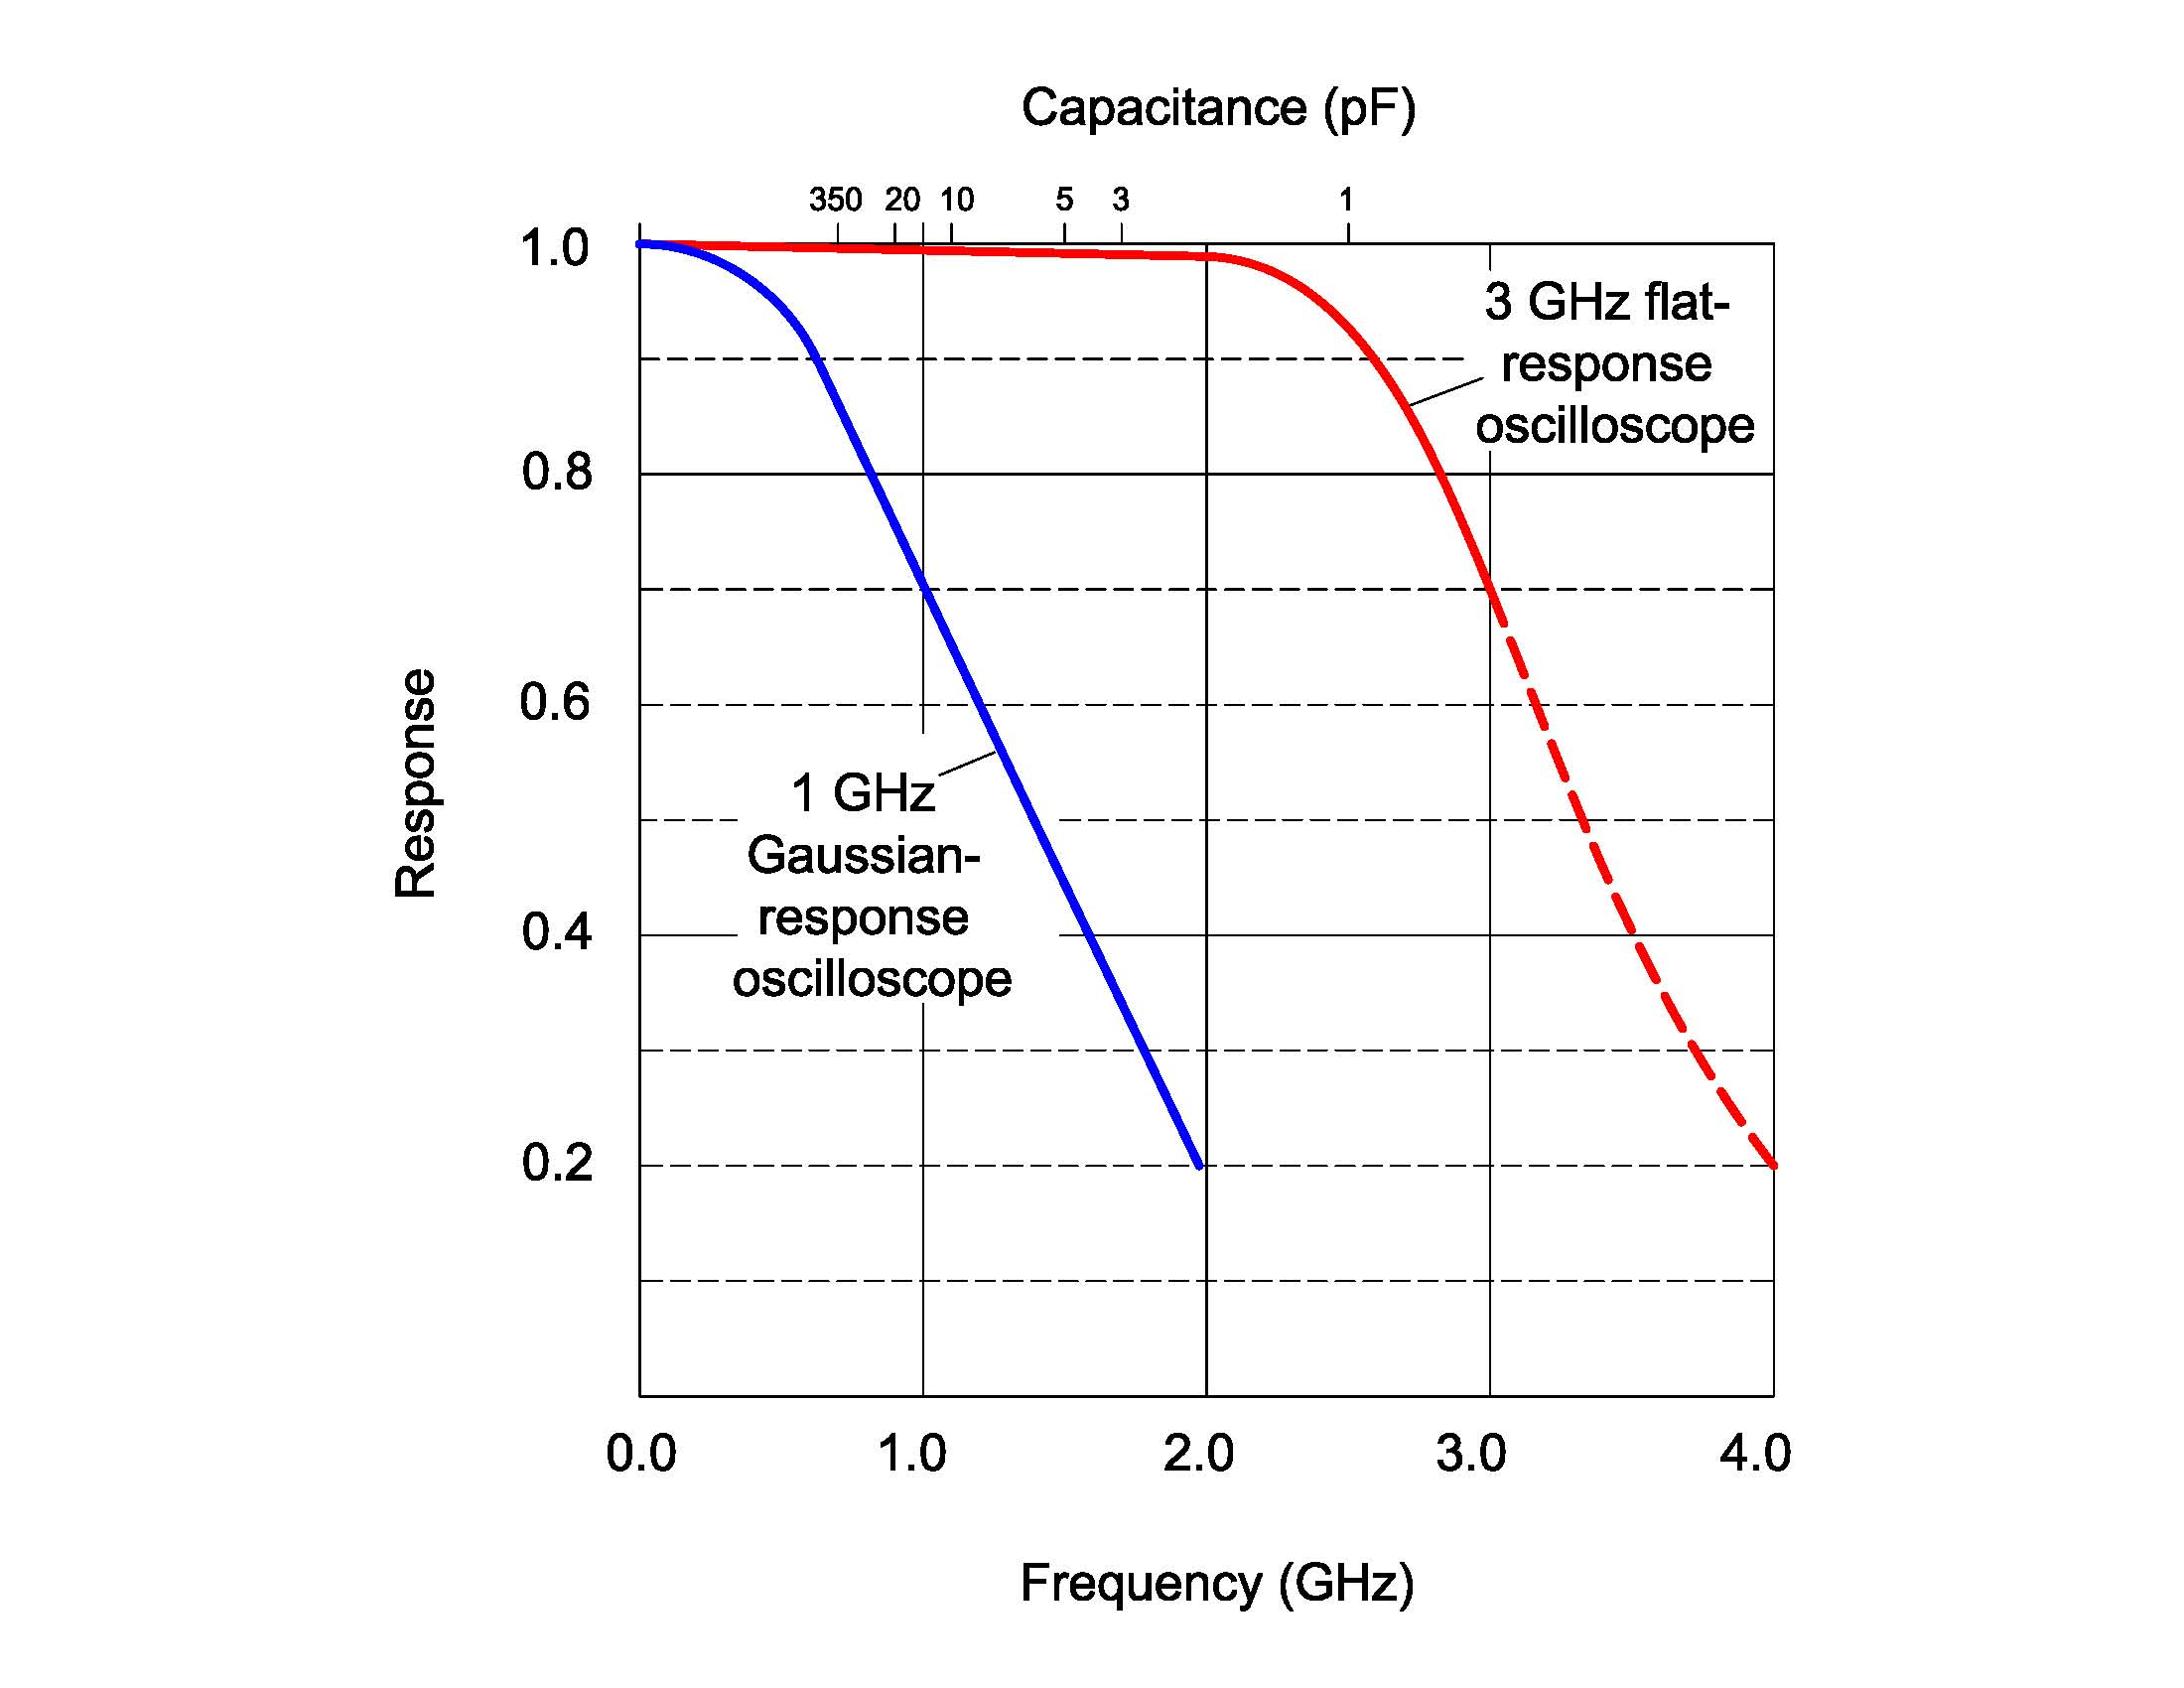 Capacitance (pF)
350 20 10 5 3 1
1.0
3 GHz flat-
response
oscilloscope
0.8
0.6
1 GHz
Gaussian-
response
oscilloscope
Response
0.4
0.2
0.0 1.0 2.0 3.0 4.0
Frequency (GHz)